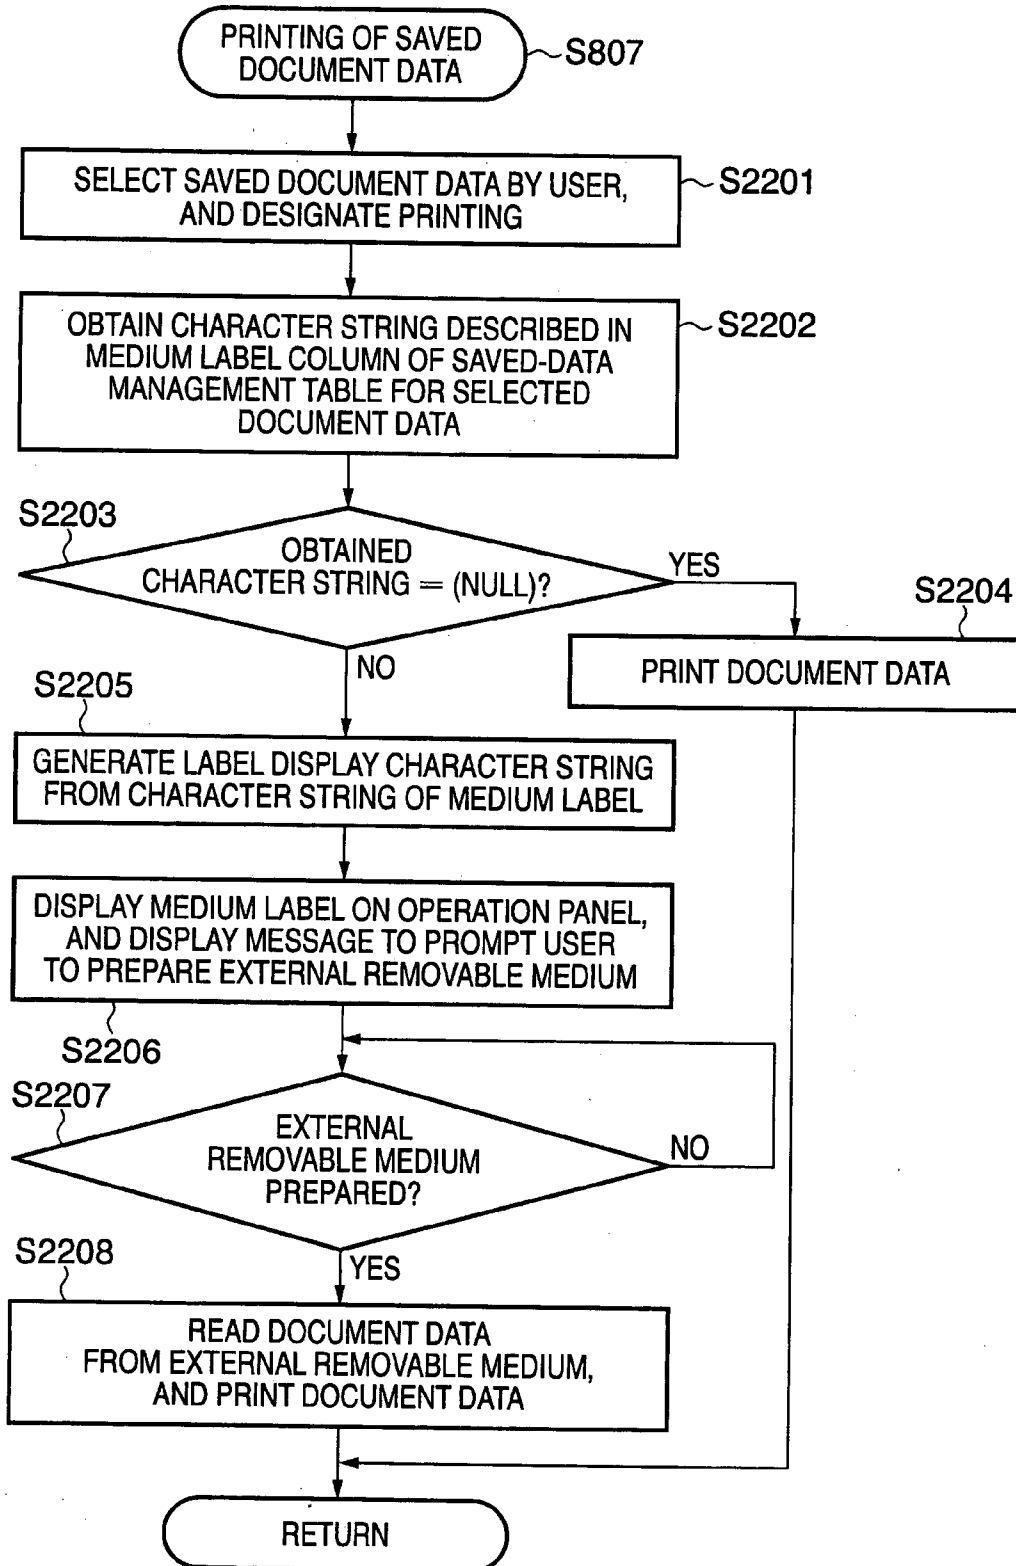 PRINTING OF SAVED
DOCUMENT DATA
S807
SELECT SAVED DOCUMENT DATA BY USER,
AND DESIGNATE PRINTING
S2201
OBTAIN CHARACTER STRING DESCRIBED IN
MEDIUM LABEL COLUMN OF SAVED-DATA
MANAGEMENT TABLE FOR SELECTED
DOCUMENT DATA
S2202
S2203
OBTAINED
CHARACTER STRING = (NULL)?
YES
NO
S2204
PRINT DOCUMENT DATA
S2205
GENERATE LABEL DISPLAY CHARACTER STRING
FROM CHARACTER STRING OF MEDIUM LABEL
DISPLAY MEDIUM LABEL ON OPERATION PANEL,
AND DISPLAY MESSAGE TO PROMPT USER
TO PREPARE EXTERNAL REMOVABLE MEDIUM
S2206
S2207
EXTERNAL
REMOVABLE MEDIUM
PREPARED?
NO
YES
S2208
READ DOCUMENT DATA
FROM EXTERNAL REMOVABLE MEDIUM,
AND PRINT DOCUMENT DATA
RETURN